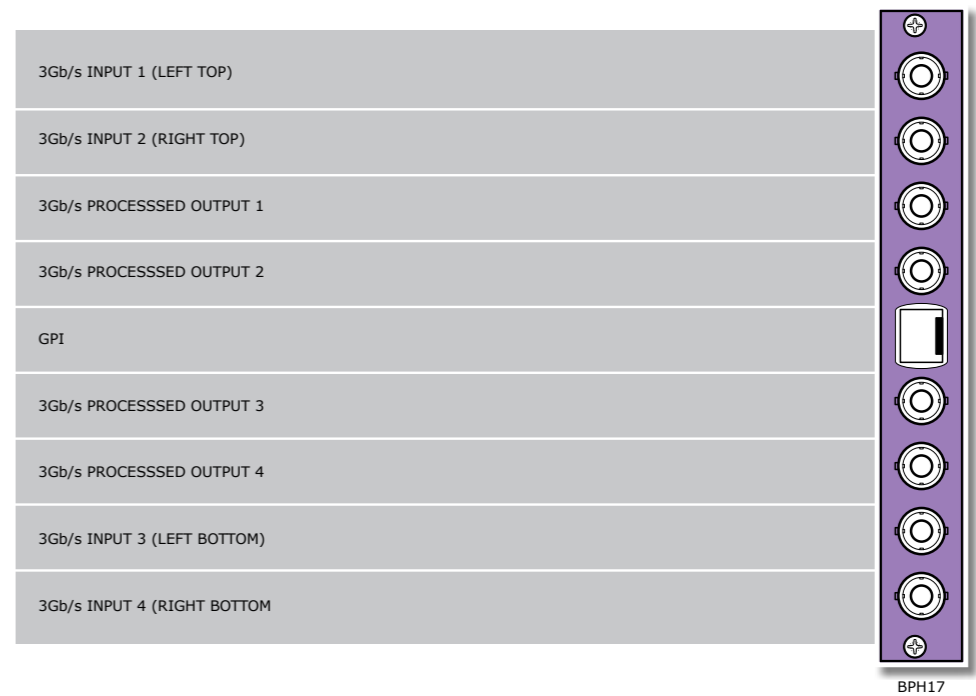 3Gb/s INPUT 1 (LEFT TOP)
3Gb/s INPUT 2 (RIGHT TOP)
3Gb/s PROCESSSED OUTPUT 1
3Gb/s PROCESSSED OUTPUT 2
GPI
3Gb/s PROCESSSED OUTPUT 3
3Gb/s PROCESSSED OUTPUT 4
3Gb/s INPUT 3 (LEFT BOTTOM)
3Gb/s INPUT 4 (RIGHT BOTTOM
BPH17